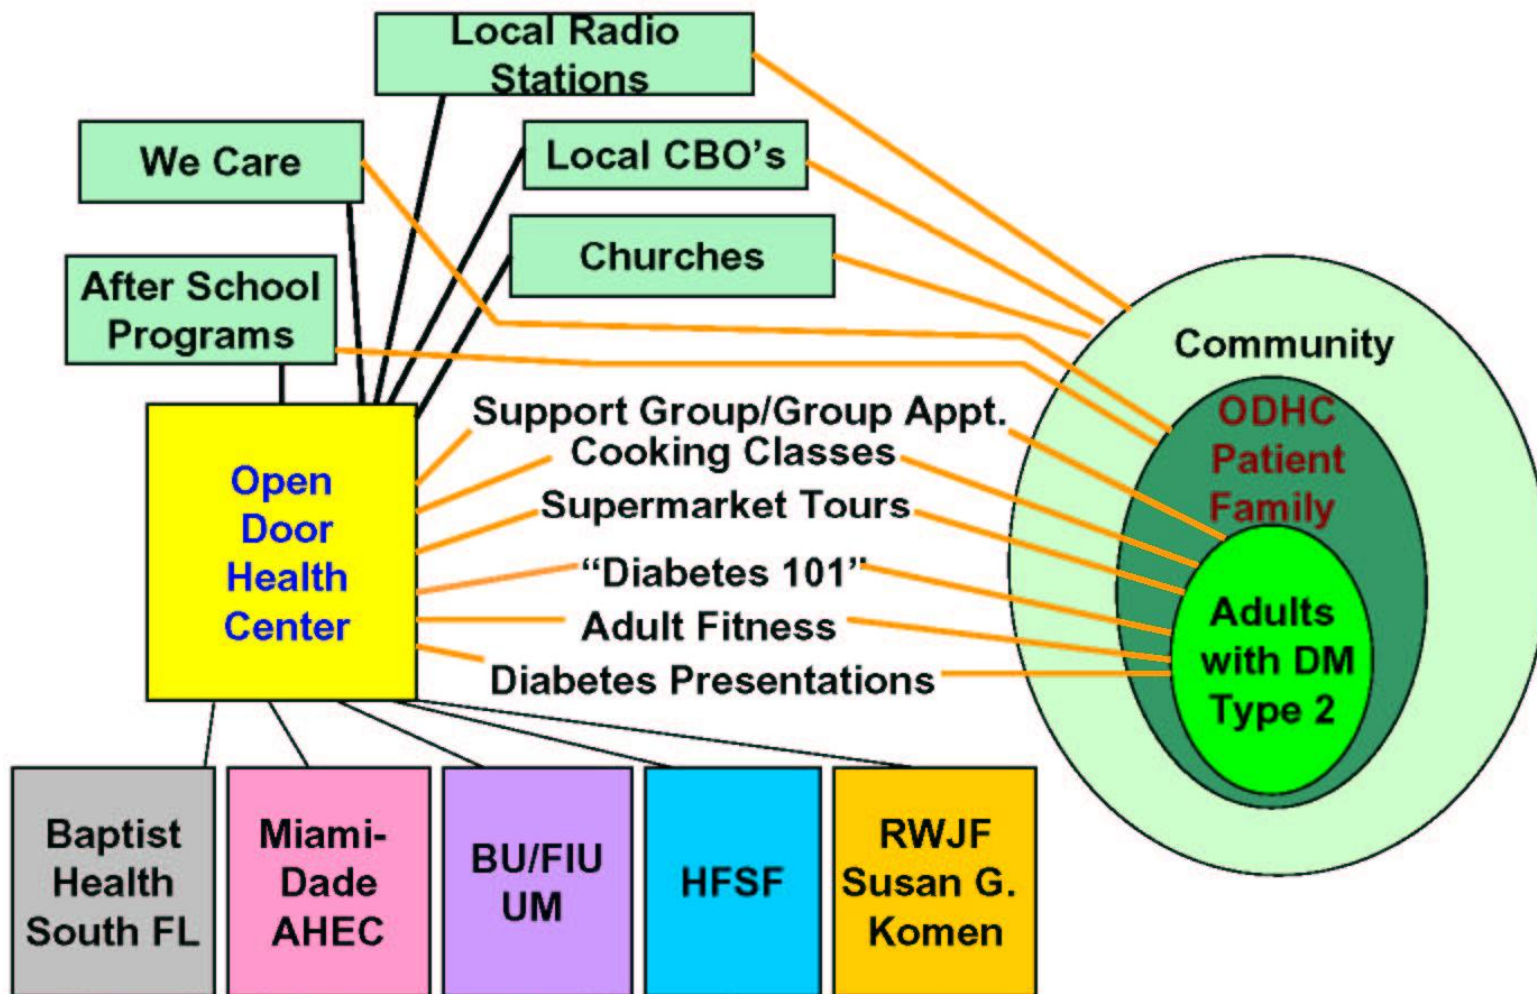 Local Radio
Stations
We Care
Local CBO's
Churches
After School
Programs
Community
Support Group/Group Appt.
Cooking Classes
Supermarket Tours
“Diabetes 101”
Adult Fitness
Diabetes Presentations
Open
Door
Health
Center
ODHC
Patient
Family
Adults
with DM
Type 2
Baptist
Health
South FL
Miami-
Dade
AHEC
BU/FIU
UM
HFSF
RWJF
Susan G.
Komen